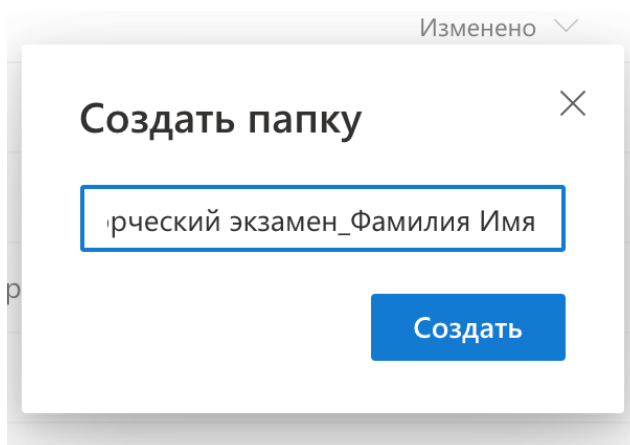 Изменено
Создать папку
рческий экзамен_Фамилия Имя
Создать